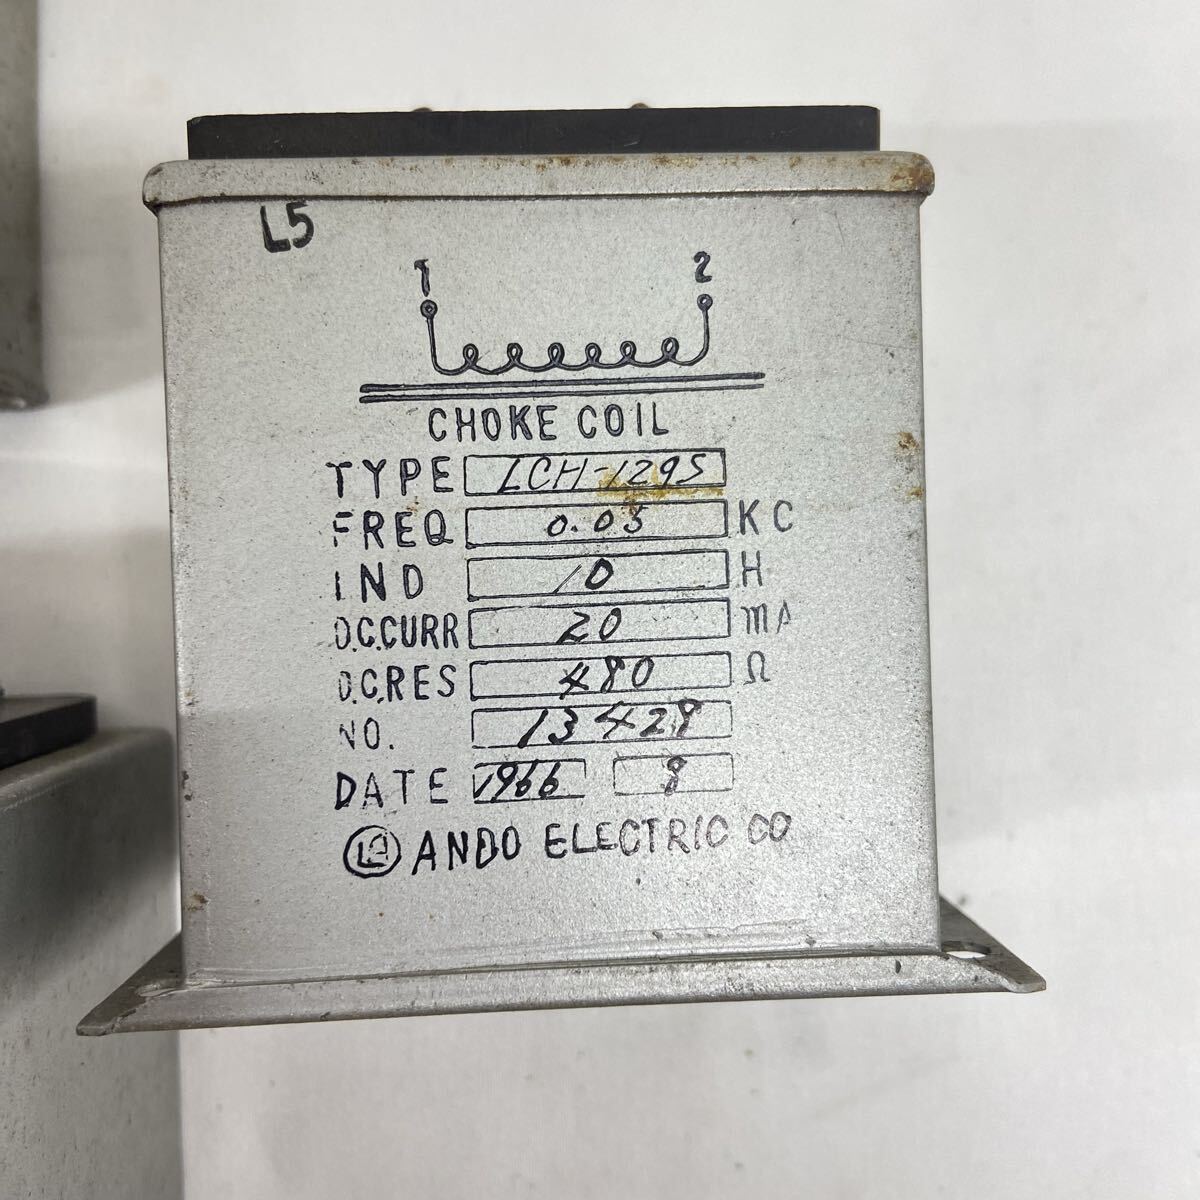 L5
1 2
CHOKE COIL
TYPE LCH-129S
FREQ 0.05 KC
IND 10 H
D.C.CURR 20 mA
D.C.RES 480 Ω
NO. 13428
DATE 1966 8
ANDO ELECTRIC CO